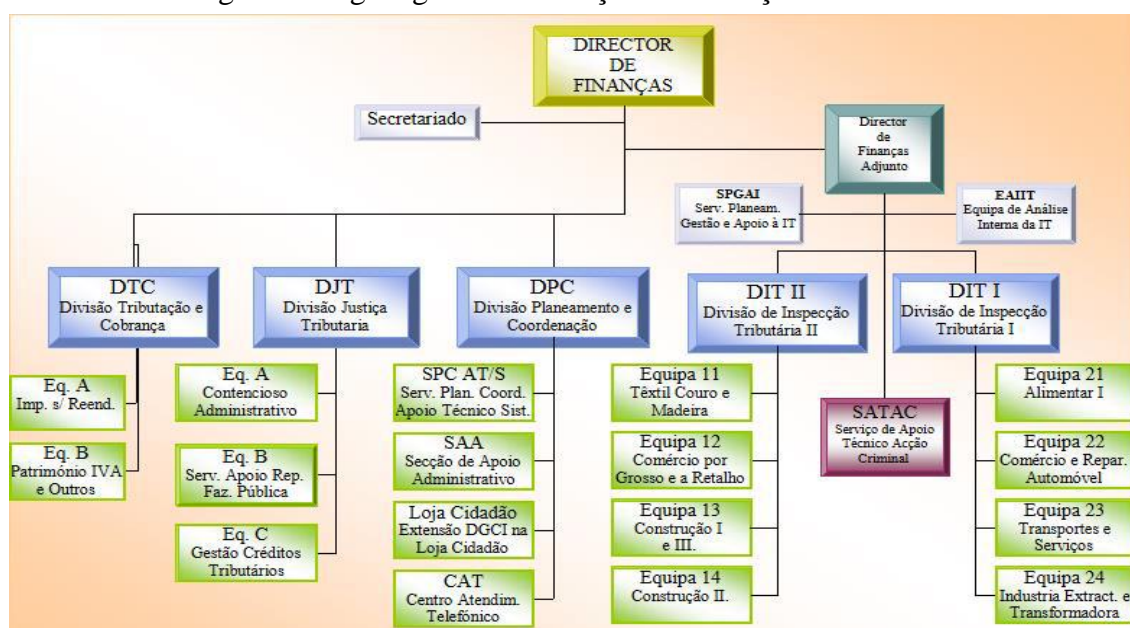 DIRECTOR
DE
FINANÇAS
Secretariado
Director
de
Finanças
Adjunto
SPGAI
Serv. Planeam.
Gestão e Apoio à IT
EAIIT
Equipa de Análise
Interna da IT
DTC
Divisão Tributação e
Cobrança
DJT
Divisão Justiça
Tributaria
DPC
Divisão Planeamento e
Coordenação
DIT II
Divisão de Inspecção
Tributária II
DIT I
Divisão de Inspecção
Tributária I
Eq. A
Imp. s/ Reend.
Eq. B
Património IVA
e Outros
Eq. A
Contencioso
Administrativo
Eq. B
Serv. Apoio Rep.
Faz. Pública
Eq. C
Gestão Créditos
Tributários
SPC AT/S
Serv. Plan. Coord.
Apoio Técnico Sist.
SAA
Secção de Apoio
Administrativo
Loja Cidadão
Extensão DGCI na
Loja Cidadão
CAT
Centro Atendim.
Telefónico
Equipa 11
Têxtil Couro e
Madeira
Equipa 12
Comércio por
Grosso e a Retalho
Equipa 13
Construção I
e III.
Equipa 14
Construção II.
SATAC
Serviço de Apoio
Técnico Acção
Criminal
Equipa 21
Alimentar I
Equipa 22
Comércio e Repar.
Automóvel
Equipa 23
Transportes e
Serviços
Equipa 24
Industria Extract. e
Transformadora